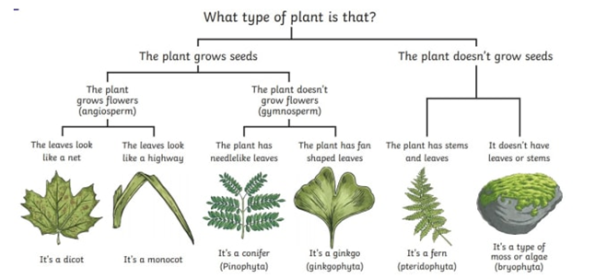 What type of plant is that?
The plant grows seeds
The plant doesn't grow seeds
The plant
grows flowers
(angiosperm)
The plant doesn't
grow flowers
(gymnosperm)
The leaves look
like a net
The leaves look
like a highway
The plant has
needlelike leaves
The plant has fan
shaped leaves
The plant has stems
and leaves
It doesn't have
leaves or stems
It's a dicot
It's a monocot
It's a conifer
(Pinophyta)
It's a ginkgo
(ginkgophyta)
It's a fern
(pteridophyta)
It's a type of
moss or algae
(bryophyta)